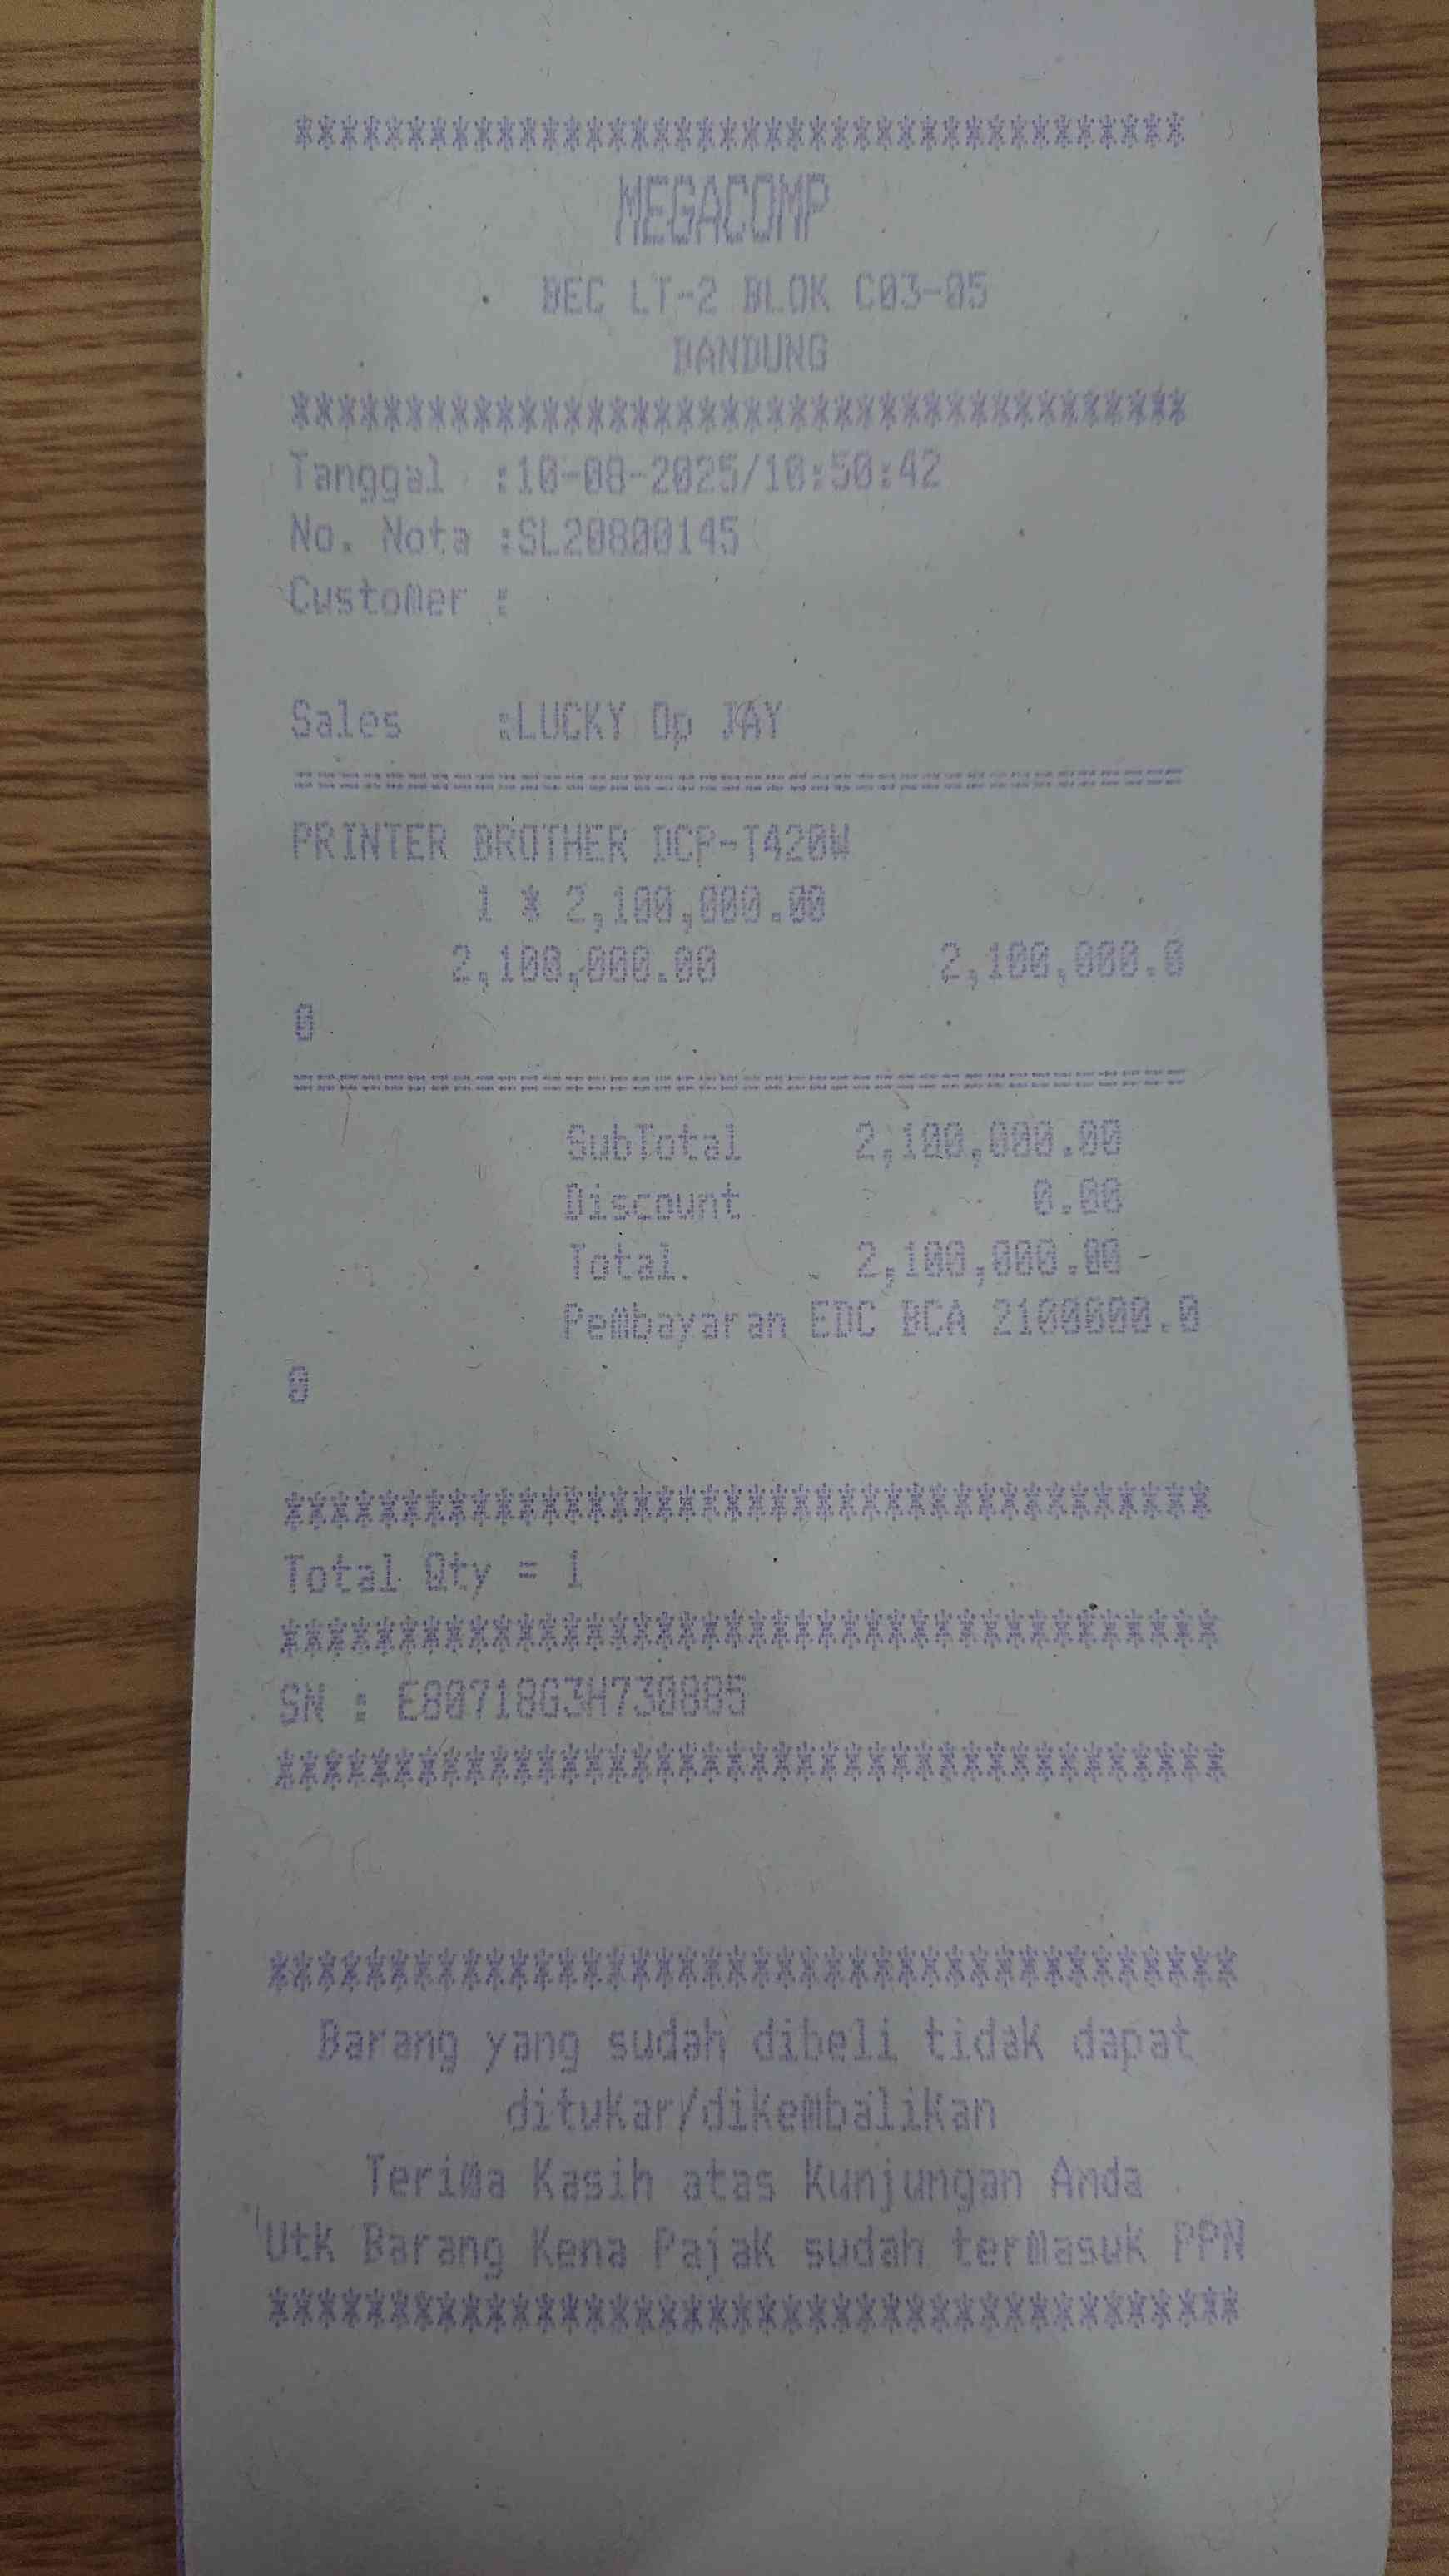 ****************************************
MEGACOMP
BEC LT-2 BLOK C03-05
BANDUNG
****************************************
Tanggal :10-08-2025/18:50:42
No. Nota :SL20800145
Customer :
Sales :LUCKY Op JAY
========================================
PRINTER BROTHER DCP-T420W
1 * 2,100,000.00
2,100,000.00 2,100,000.0
0
========================================
SubTotal 2,100,000.00
Discount 0.00
Total 2,100,000.00
Pembayaran EDC BCA 2100000.0
0
****************************************
Total Qty = 1
****************************************
SN : E80718G3H730885
****************************************
****************************************
Barang yang sudah dibeli tidak dapat
ditukar/dikembalikan
Terima Kasih atas Kunjungan Anda
Utk Barang Kena Pajak sudah termasuk PPN
****************************************